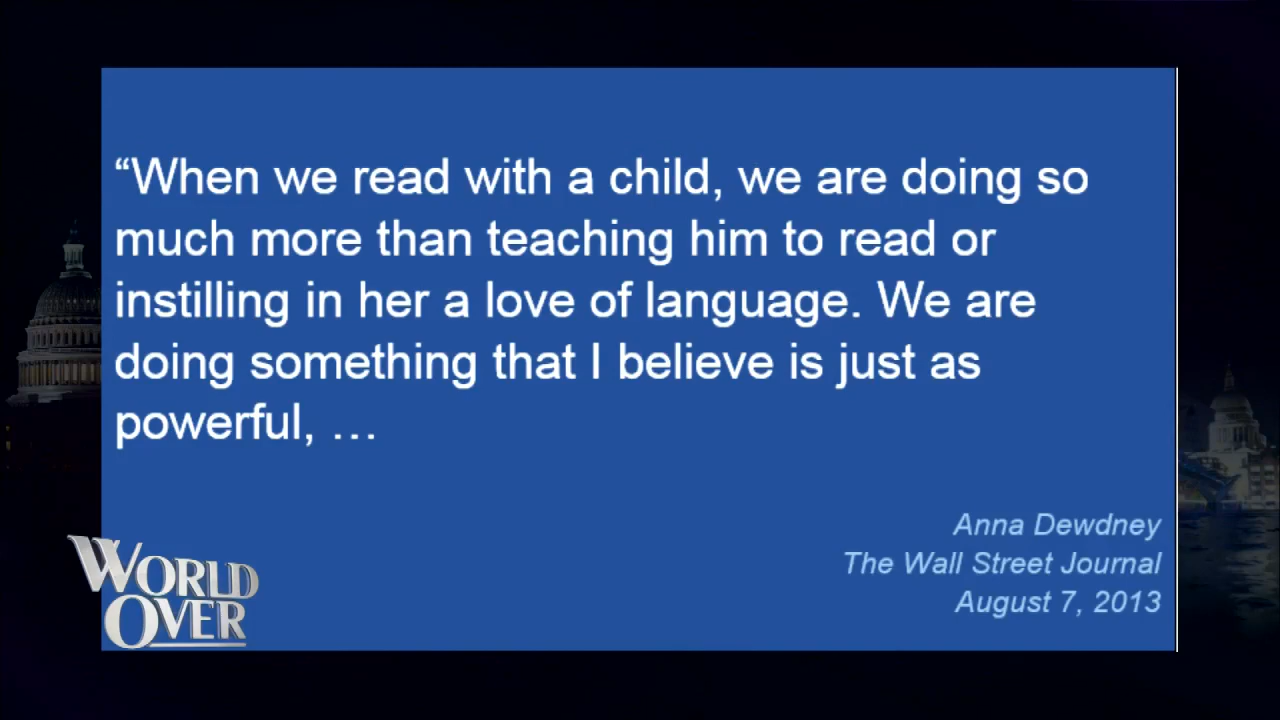 “When we read with a child, we are doing so
much more than teaching him to read or
instilling in her a love of language. We are
doing something that I believe is just as
powerful, …
Anna Dewdney
The Wall Street Journal
August 7, 2013
WORLD
OVER